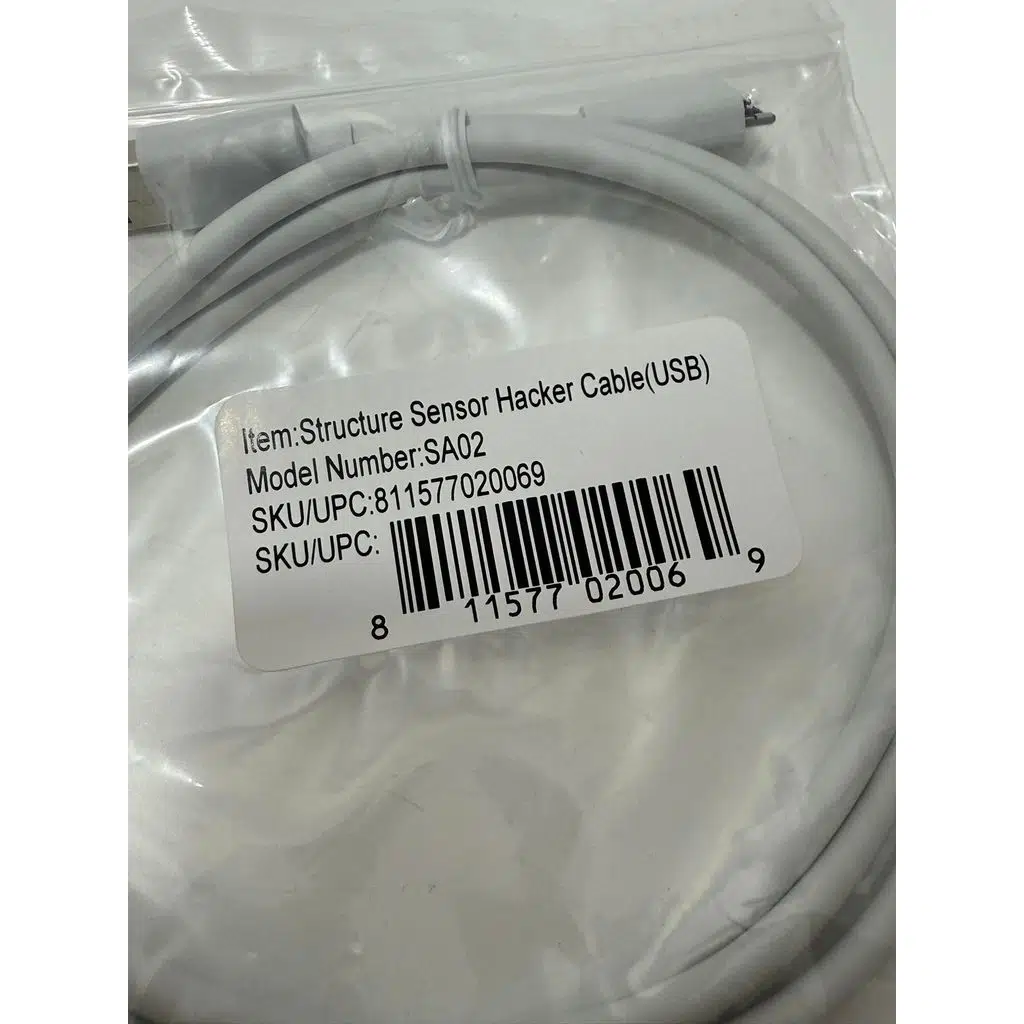 Item:Structure Sensor Hacker Cable(USB)
Model Number:SA02
SKU/UPC:811577020069
SKU/UPC:
8 11577 02006 9